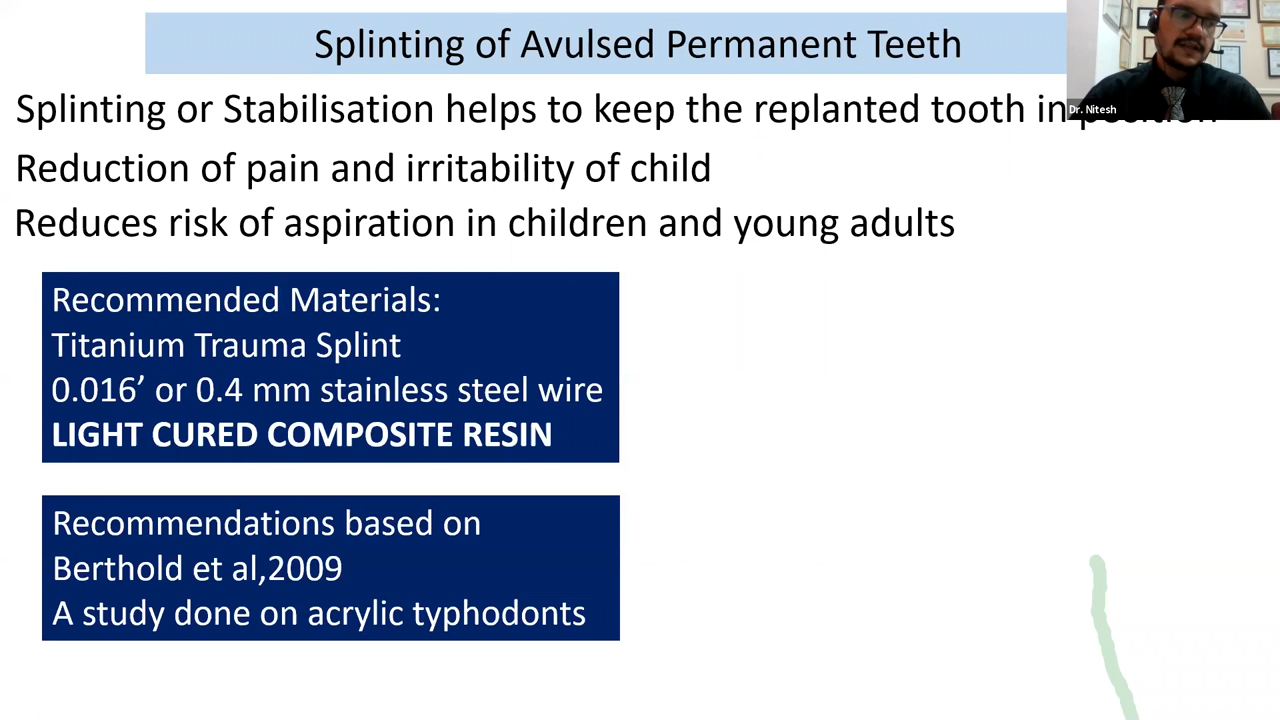 Splinting of Avulsed Permanent Teeth
Dr. Nitesh
Splinting or Stabilisation helps to keep the replanted tooth in position
Reduction of pain and irritability of child
Reduces risk of aspiration in children and young adults
Recommended Materials:
Titanium Trauma Splint
0.016’ or 0.4 mm stainless steel wire
LIGHT CURED COMPOSITE RESIN
Recommendations based on
Berthold et al,2009
A study done on acrylic typhodonts